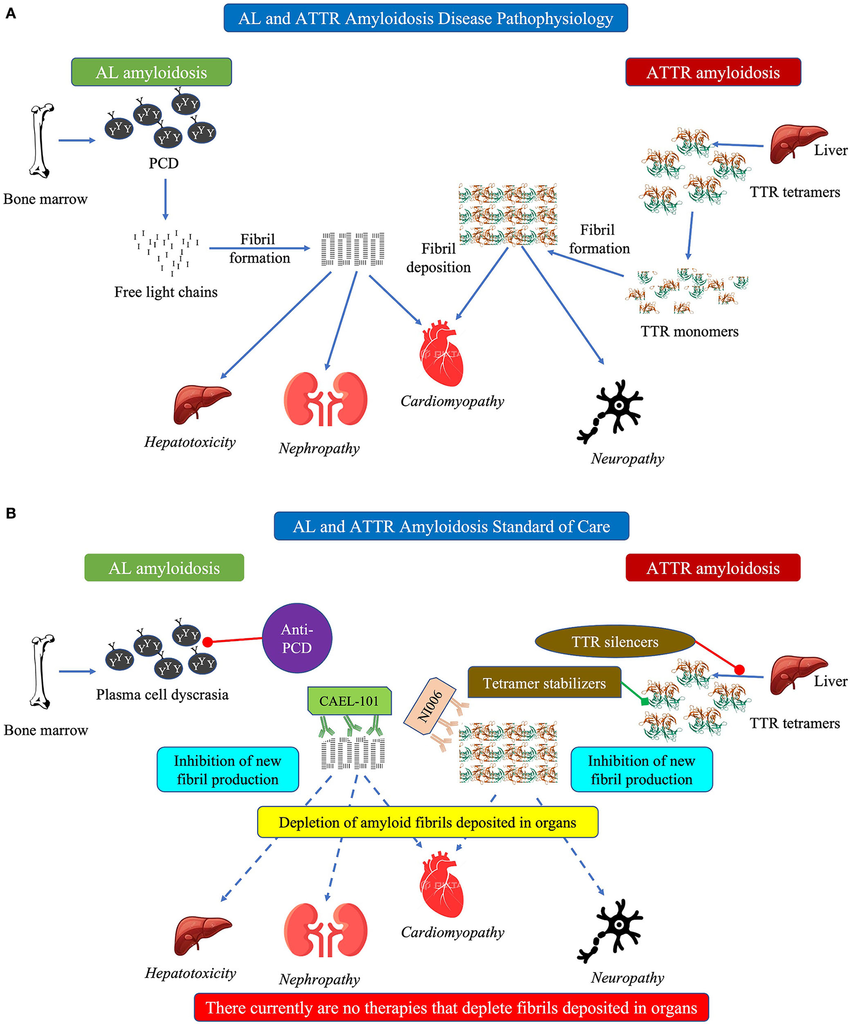 A
AL and ATTR Amyloidosis Disease Pathophysiology
AL amyloidosis
ATTR amyloidosis
PCD
Bone marrow
Liver
TTR tetramers
Fibril
formation
Free light chains
Fibril
deposition
Fibril
formation
TTR monomers
Hepatotoxicity
Nephropathy
Cardiomyopathy
Neuropathy
B
AL and ATTR Amyloidosis Standard of Care
AL amyloidosis
ATTR amyloidosis
Anti-
PCD
TTR silencers
Plasma cell dyscrasia
Bone marrow
CAEL-101
NI006
Tetramer stabilizers
Liver
TTR tetramers
Inhibition of new
fibril production
Inhibition of new
fibril production
Depletion of amyloid fibrils deposited in organs
Hepatotoxicity
Nephropathy
Cardiomyopathy
Neuropathy
There currently are no therapies that deplete fibrils deposited in organs